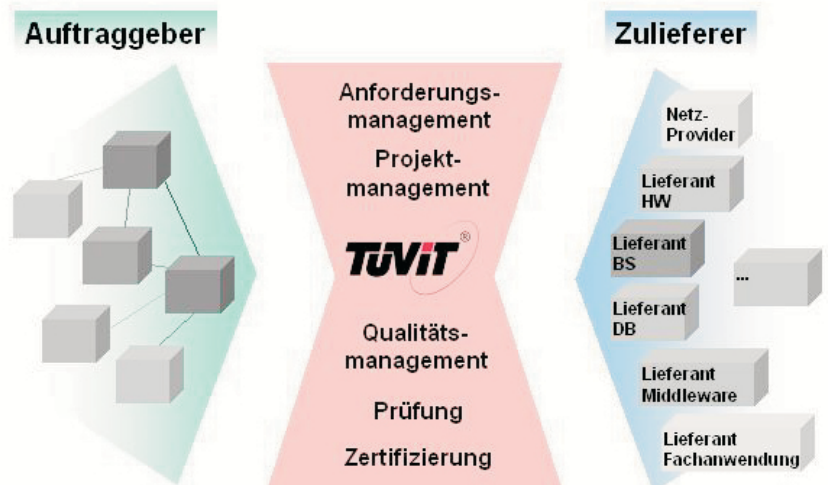 Auftraggeber
Anforderungs-
management
Projekt-
management
TÜViT®
Qualitäts-
management
Prüfung
Zertifizierung
Zulieferer
Netz-
Provider
Lieferant
HW
Lieferant
BS
...
Lieferant
DB
Lieferant
Middleware
Lieferant
Fachanwendung